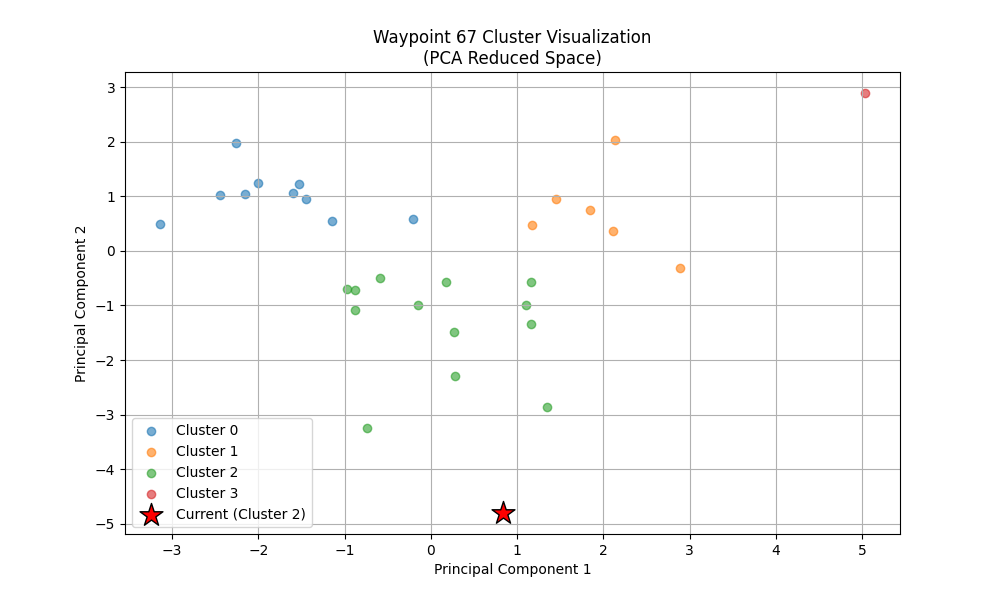 Waypoint 67 Cluster Visualization
(PCA Reduced Space)
Principal Component 2
3
2
1
0
−1
−2
−3
−4
−5
Cluster 0
Cluster 1
Cluster 2
Cluster 3
Current (Cluster 2)
−3 −2 −1 0 1 2 3 4 5
Principal Component 1